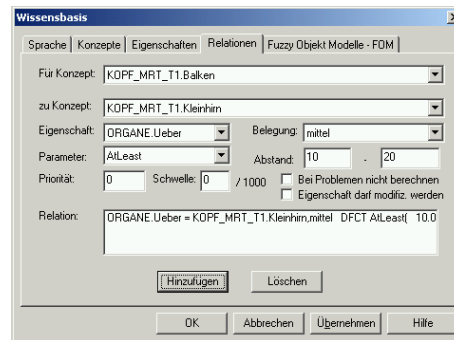 Wissensbasis
Sprache Konzepte Eigenschaften Relationen Fuzzy Objekt Modelle - FOM
Für Konzept: KOPF_MRT_T1.Balken
zu Konzept: KOPF_MRT_T1.Kleinhirn
Eigenschaft: ORGANE.Ueber Belegung: mittel
Parameter: AtLeast Abstand: 10 - 20
Priorität: 0 Schwelle: 0 / 1000 Bei Problemen nicht berechnen
Eigenschaft darf modifiz. werden
Relation: ORGANE.Ueber = KOPF_MRT_T1.Kleinhirn,mittel DFCT AtLeast( 10.0
Hinzufügen Löschen
OK Abbrechen Übernehmen Hilfe